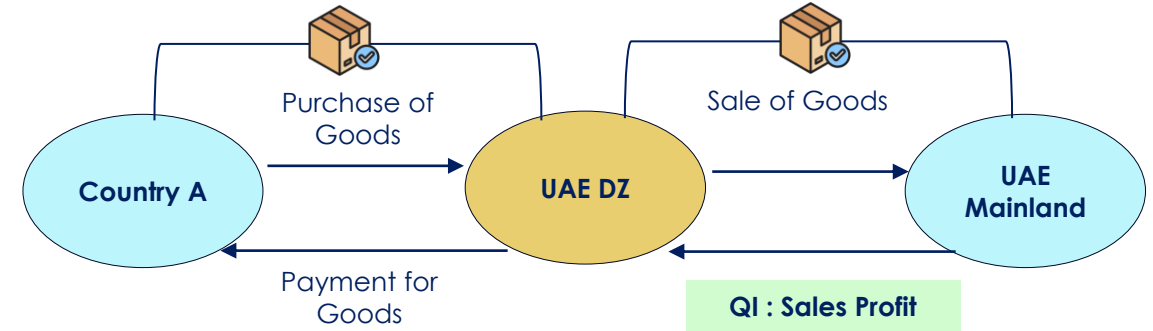 Purchase of
Goods
Sale of Goods
Country A
UAE DZ
UAE
Mainland
Payment for
Goods
QI : Sales Profit